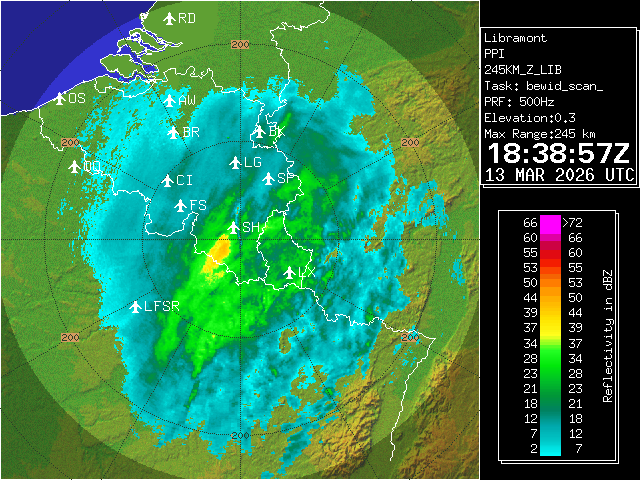 Libramont
PPI
245KM_Z_LIB
Task: bewid_scan_
PRF: 500Hz
Elevation:0.3
Max Range:245 km
18:38:57Z
13 MAR 2026 UTC
RD
200
OS
AW
BR
BK
200
200
LG
CI
SP
FS
SH
LX
LFSR
200
200
200
66 >72
60 66
55 60
53 55
50 53
44 50
39 44
37 39
34 37
28 34
23 28
21 23
18 21
12 18
7 12
2 7
Reflectivity in dBZ